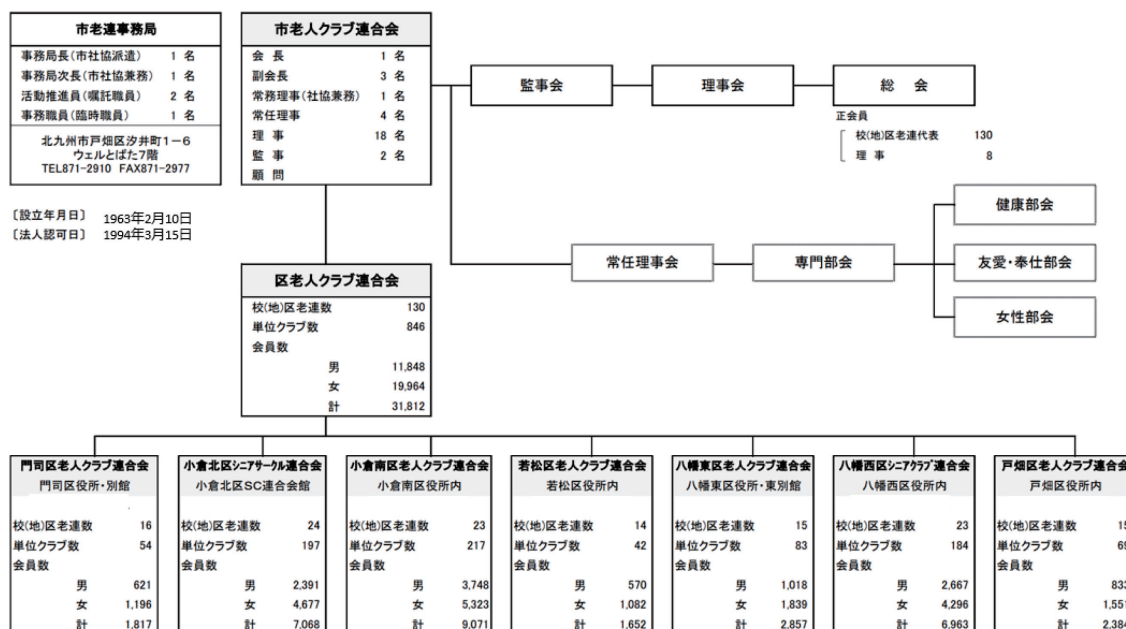 市老連事務局
事務局長(市社協派遣) 1 名
事務局次長(市社協兼務) 1 名
活動推進員(嘱託職員) 2 名
事務職員(臨時職員) 1 名
北九州市戸畑区汐井町1-6
ウェルとばた7階
TEL871-2910 FAX871-2977
〔設立年月日〕 1963年2月10日
〔法人認可日〕 1994年3月15日
市老人クラブ連合会
会 長 1 名
副会長 3 名
常務理事(社協兼務) 1 名
常任理事 4 名
理 事 18 名
監 事 2 名
顧 問
監事会
理事会
総 会
正会員
校(地)区老連代表 130
理 事 8
常任理事会
専門部会
健康部会
友愛・奉仕部会
女性部会
区老人クラブ連合会
校(地)区老連数 130
単位クラブ数 846
会員数
男 11,848
女 19,964
計 31,812
門司区老人クラブ連合会
門司区役所・別館
校(地)区老連数 16
単位クラブ数 54
会員数
男 621
女 1,196
計 1,817
小倉北区シニアサークル連合会
小倉北区SC連合会館
校(地)区老連数 24
単位クラブ数 197
会員数
男 2,391
女 4,677
計 7,068
小倉南区老人クラブ連合会
小倉南区役所内
校(地)区老連数 23
単位クラブ数 217
会員数
男 3,748
女 5,323
計 9,071
若松区老人クラブ連合会
若松区役所内
校(地)区老連数 14
単位クラブ数 42
会員数
男 570
女 1,082
計 1,652
八幡東区老人クラブ連合会
八幡東区役所・東別館
校(地)区老連数 15
単位クラブ数 83
会員数
男 1,018
女 1,839
計 2,857
八幡西区シニアクラブ連合会
八幡西区役所内
校(地)区老連数 23
単位クラブ数 184
会員数
男 2,667
女 4,296
計 6,963
戸畑区老人クラブ連合会
戸畑区役所内
校(地)区老連数 15
単位クラブ数 69
会員数
男 833
女 1,551
計 2,384